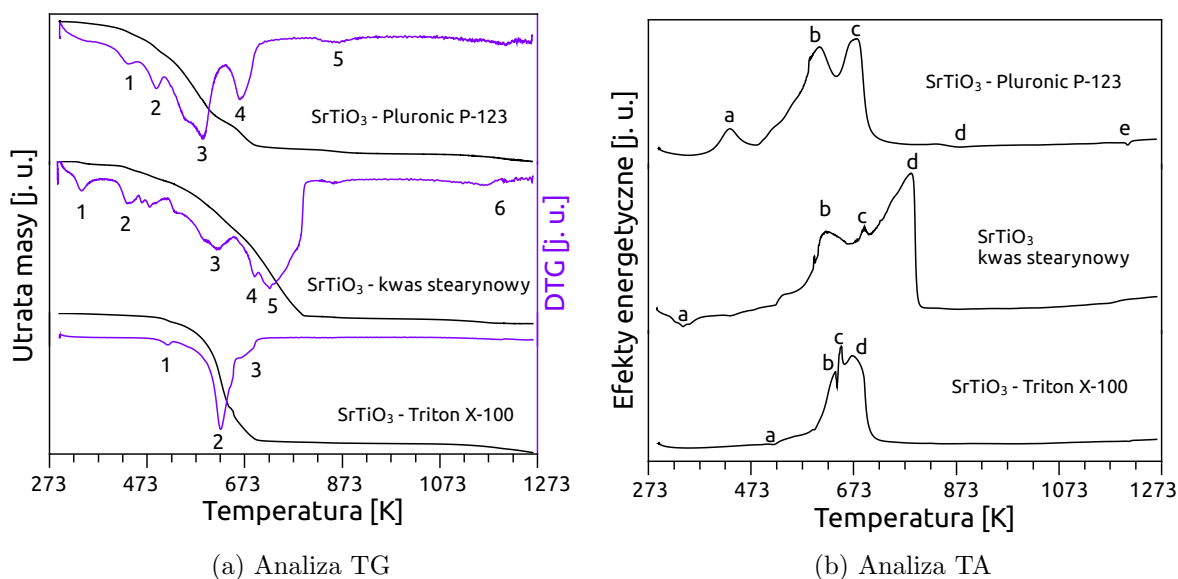 Utrata masy [j. u.]
1
2
3
4
5
SrTiO₃ - Pluronic P-123
1
2
3
4
5
6
SrTiO₃ - kwas stearynowy
1
2
3
SrTiO₃ - Triton X-100
DTG [j. u.]
273 473 673 873 1073 1273
Temperatura [K]
(a) Analiza TG
Efekty energetyczne [j. u.]
a
b
c
d
e
SrTiO₃ - Pluronic P-123
a
b
c
d
SrTiO₃
kwas stearynowy
a
b
c
d
SrTiO₃ - Triton X-100
273 473 673 873 1073 1273
Temperatura [K]
(b) Analiza TA